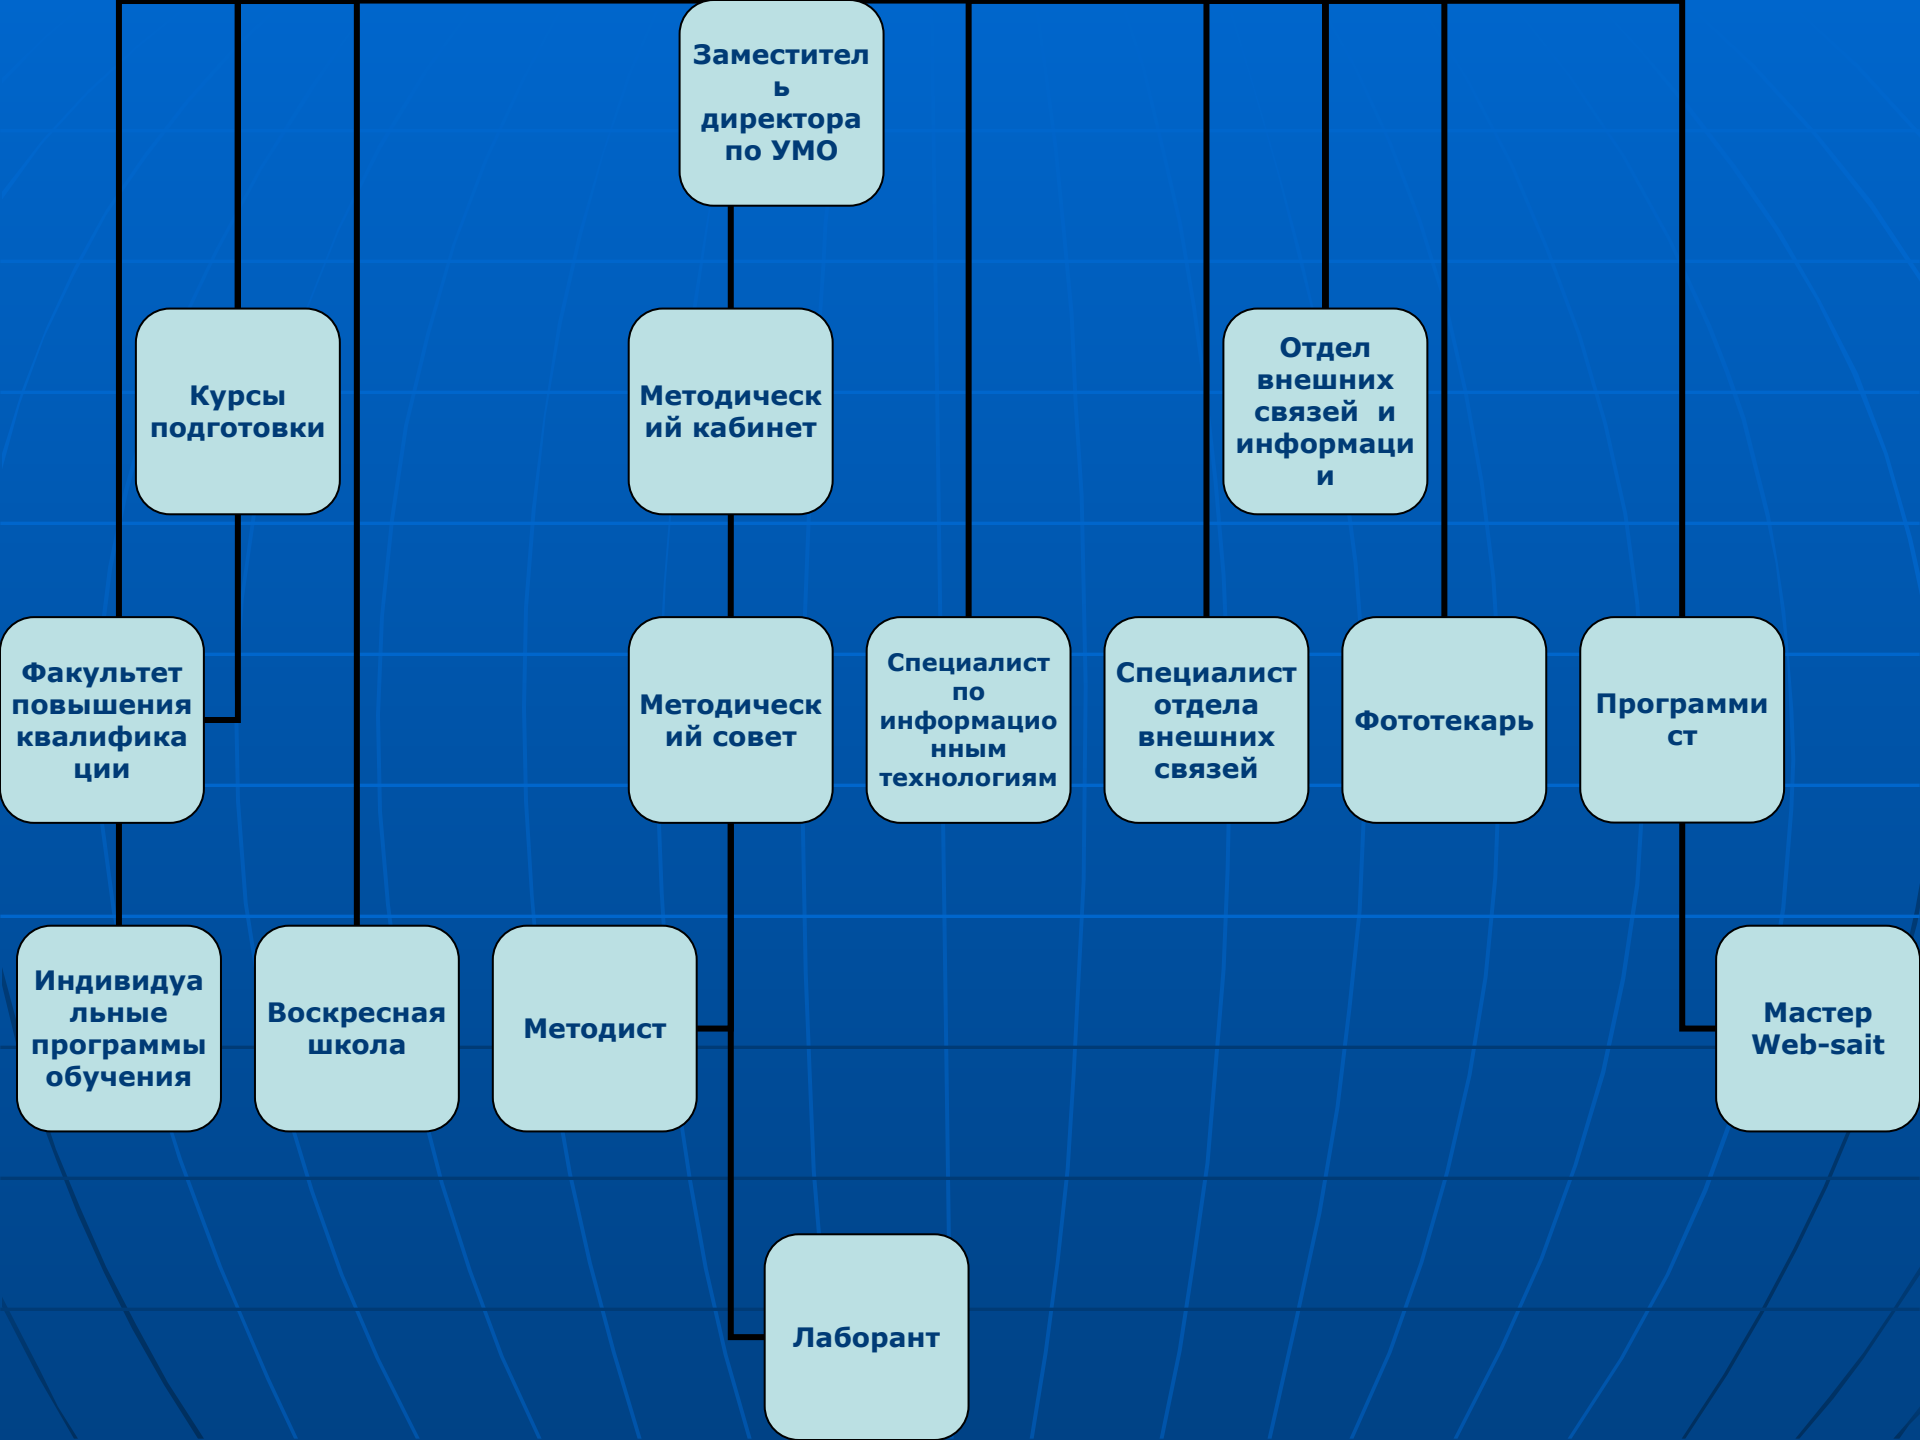 Заместител
ь
директора
по УМО
Курсы
подготовки
Методическ
ий кабинет
Отдел
внешних
связей  и
информаци
и
Факультет
повышения
квалифика
ции
Методическ
ий совет
Специалист
по
информацио
нным
технологиям
Специалист
отдела
внешних
связей
Фототекарь
Программи
ст
Индивидуа
льные
программы
обучения
Воскресная
школа
Методист
Мастер
Web-sait
Лаборант